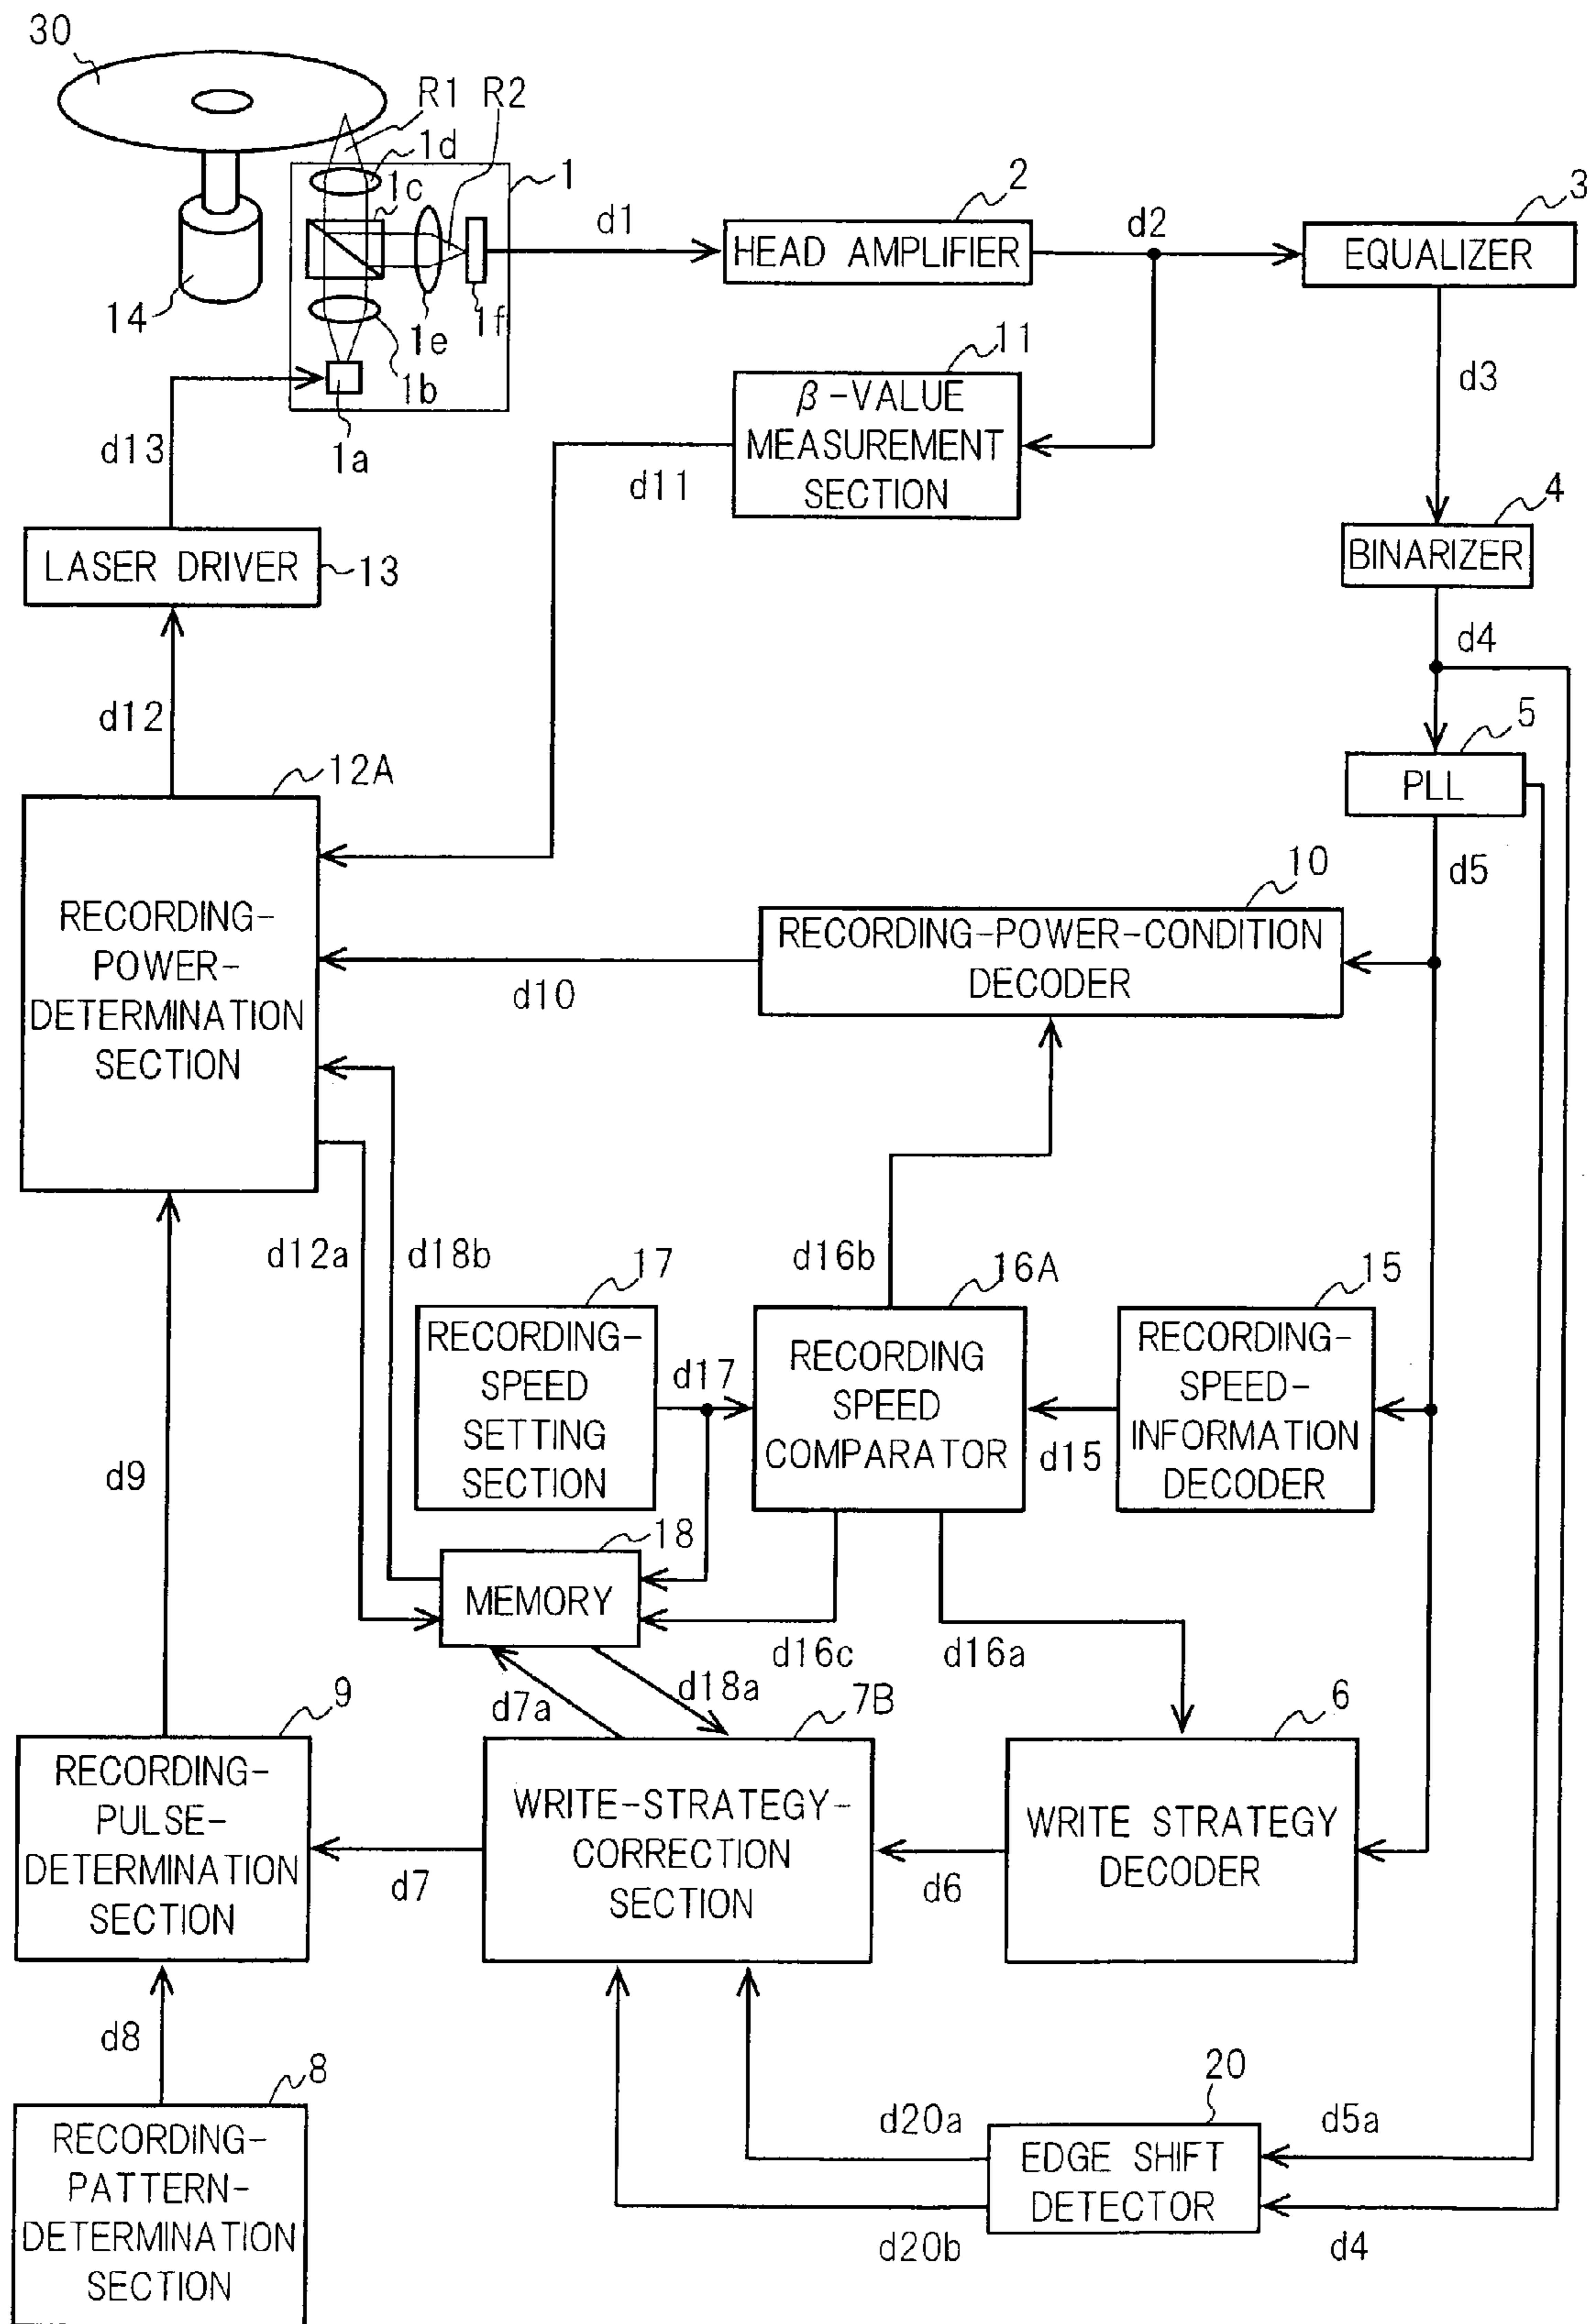 30
R1 R2
1d
1c
1
2
3
d1
HEAD AMPLIFIER
d2
EQUALIZER
14
1e
1f
11
1b
1a
β-VALUE
MEASUREMENT
SECTION
d3
d13
d11
4
LASER DRIVER
13
BINARIZER
d4
d12
5
12A
PLL
10
d5
RECORDING-
POWER-
DETERMINATION
SECTION
RECORDING-POWER-CONDITION
DECODER
d10
d12a
d18b
17
d16b
16A
15
RECORDING-
SPEED
SETTING
SECTION
d17
RECORDING
SPEED
COMPARATOR
d15
RECORDING-
SPEED-
INFORMATION
DECODER
d9
18
MEMORY
d16c
d16a
d7a
d18a
9
7B
6
RECORDING-
PULSE-
DETERMINATION
SECTION
d7
WRITE-STRATEGY-
CORRECTION
SECTION
d6
WRITE STRATEGY
DECODER
d8
8
20
d20a
d5a
RECORDING-
PATTERN-
DETERMINATION
SECTION
EDGE SHIFT
DETECTOR
d20b
d4